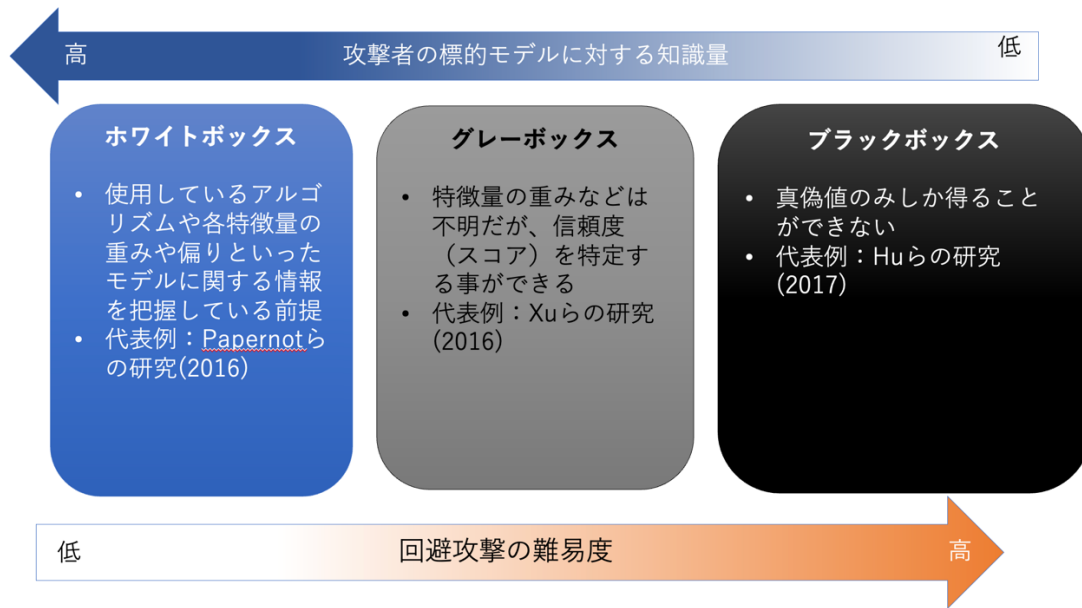 高
攻撃者の標的モデルに対する知識量
低
ホワイトボックス
• 使用しているアルゴ
リズムや各特徴量の
重みや偏りといった
モデルに関する情報
を把握している前提
• 代表例：Papernotら
の研究(2016)
グレーボックス
• 特徴量の重みなどは
不明だが、信頼度
（スコア）を特定す
る事ができる
• 代表例：Xuらの研究
(2016)
ブラックボックス
• 真偽値のみしか得ること
ができない
• 代表例：Huらの研究
(2017)
低
回避攻撃の難易度
高